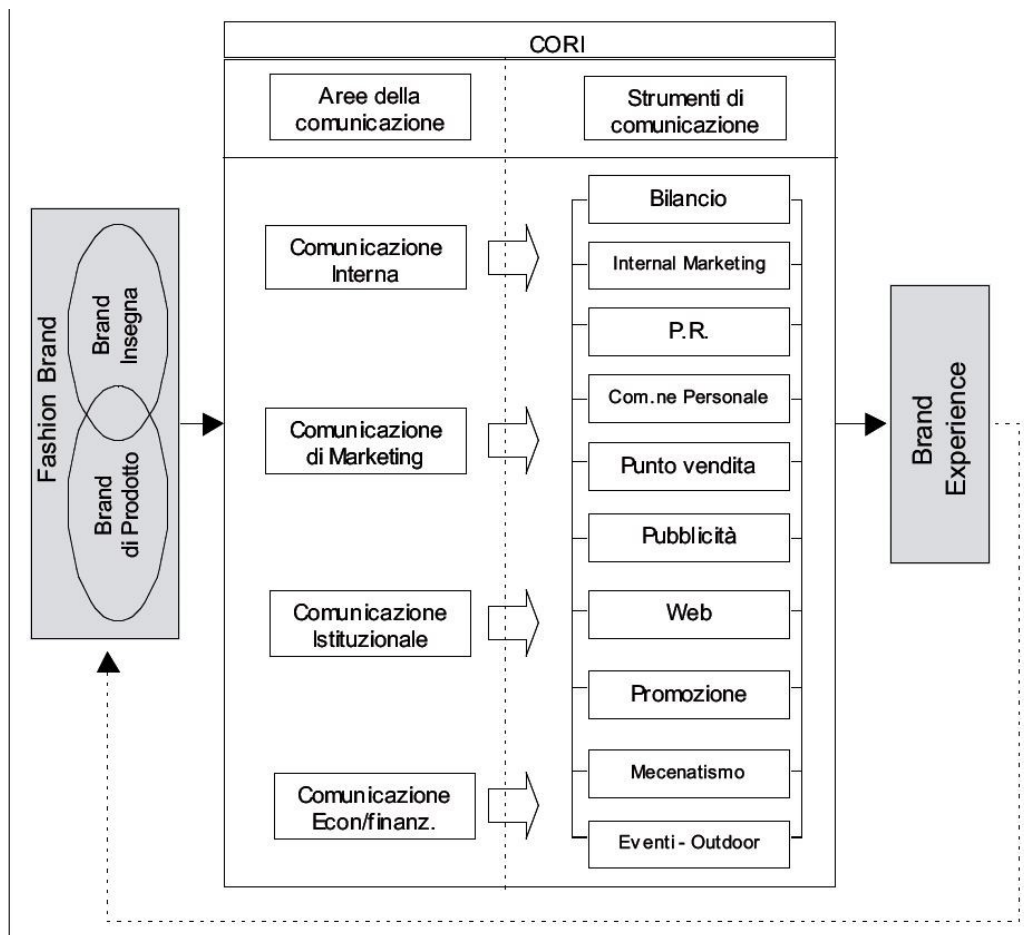 CORI
Aree della
comunicazione
Strumenti di
comunicazione
Fashion Brand
Brand
Insegna
Brand
di Prodotto
Comunicazione
Interna
Comunicazione
di Marketing
Comunicazione
Istituzionale
Comunicazione
Econ/finanz.
Bilancio
Internal Marketing
P.R.
Com.ne Personale
Punto vendita
Pubblicità
Web
Promozione
Mecenatismo
Eventi - Outdoor
Brand
Experience